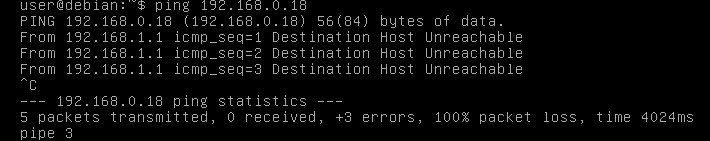 user@debian:~$ ping 192.168.0.18
PING 192.168.0.18 (192.168.0.18) 56(84) bytes of data.
From 192.168.1.1 icmp_seq=1 Destination Host Unreachable
From 192.168.1.1 icmp_seq=2 Destination Host Unreachable
From 192.168.1.1 icmp_seq=3 Destination Host Unreachable
^C
--- 192.168.0.18 ping statistics ---
5 packets transmitted, 0 received, +3 errors, 100% packet loss, time 4024ms
pipe 3